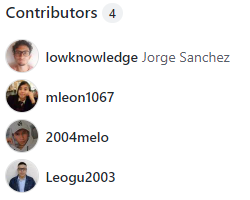 Contributors 4
lowknowledge Jorge Sanchez
mleon1067
2004melo
Leogu2003